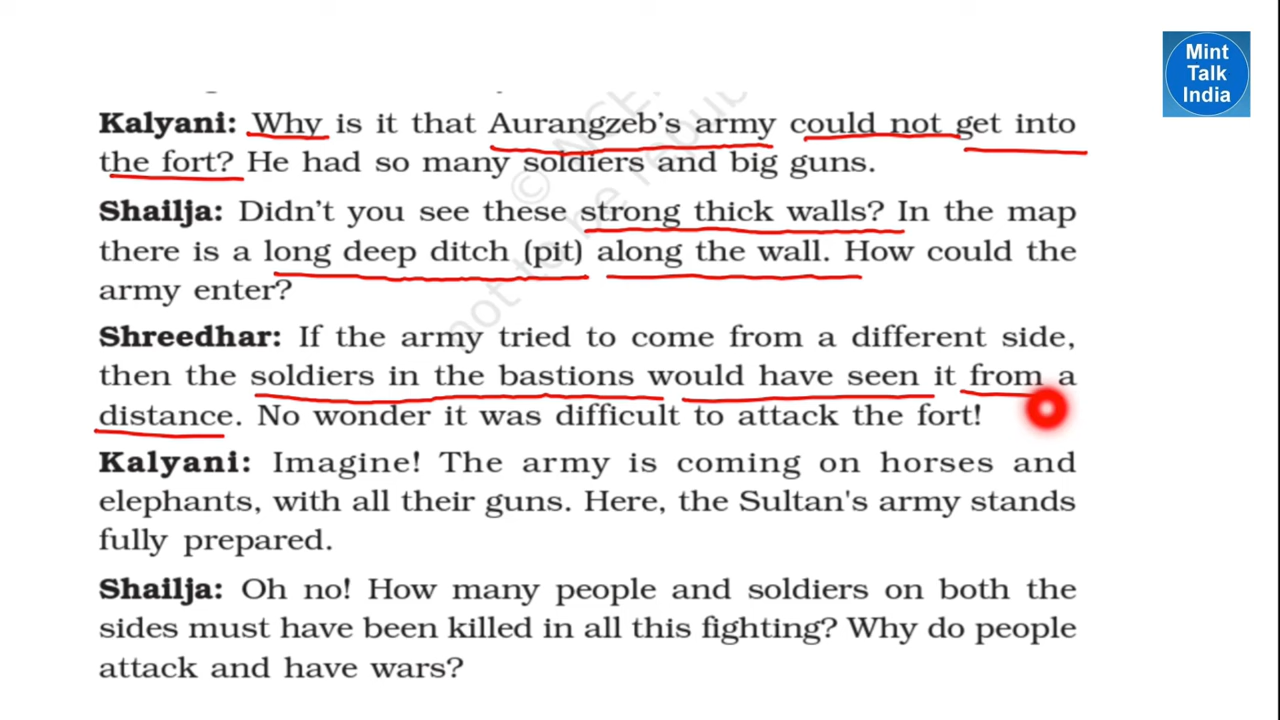 Mint
Talk
India
Kalyani: Why is it that Aurangzeb's army could not get into
the fort? He had so many soldiers and big guns.
Shailja: Didn't you see these strong thick walls? In the map
there is a long deep ditch (pit) along the wall. How could the
army enter?
Shreedhar: If the army tried to come from a different side,
then the soldiers in the bastions would have seen it from a
distance. No wonder it was difficult to attack the fort!
Kalyani: Imagine! The army is coming on horses and
elephants, with all their guns. Here, the Sultan's army stands
fully prepared.
Shailja: Oh no! How many people and soldiers on both the
sides must have been killed in all this fighting? Why do people
attack and have wars?
not to be republ